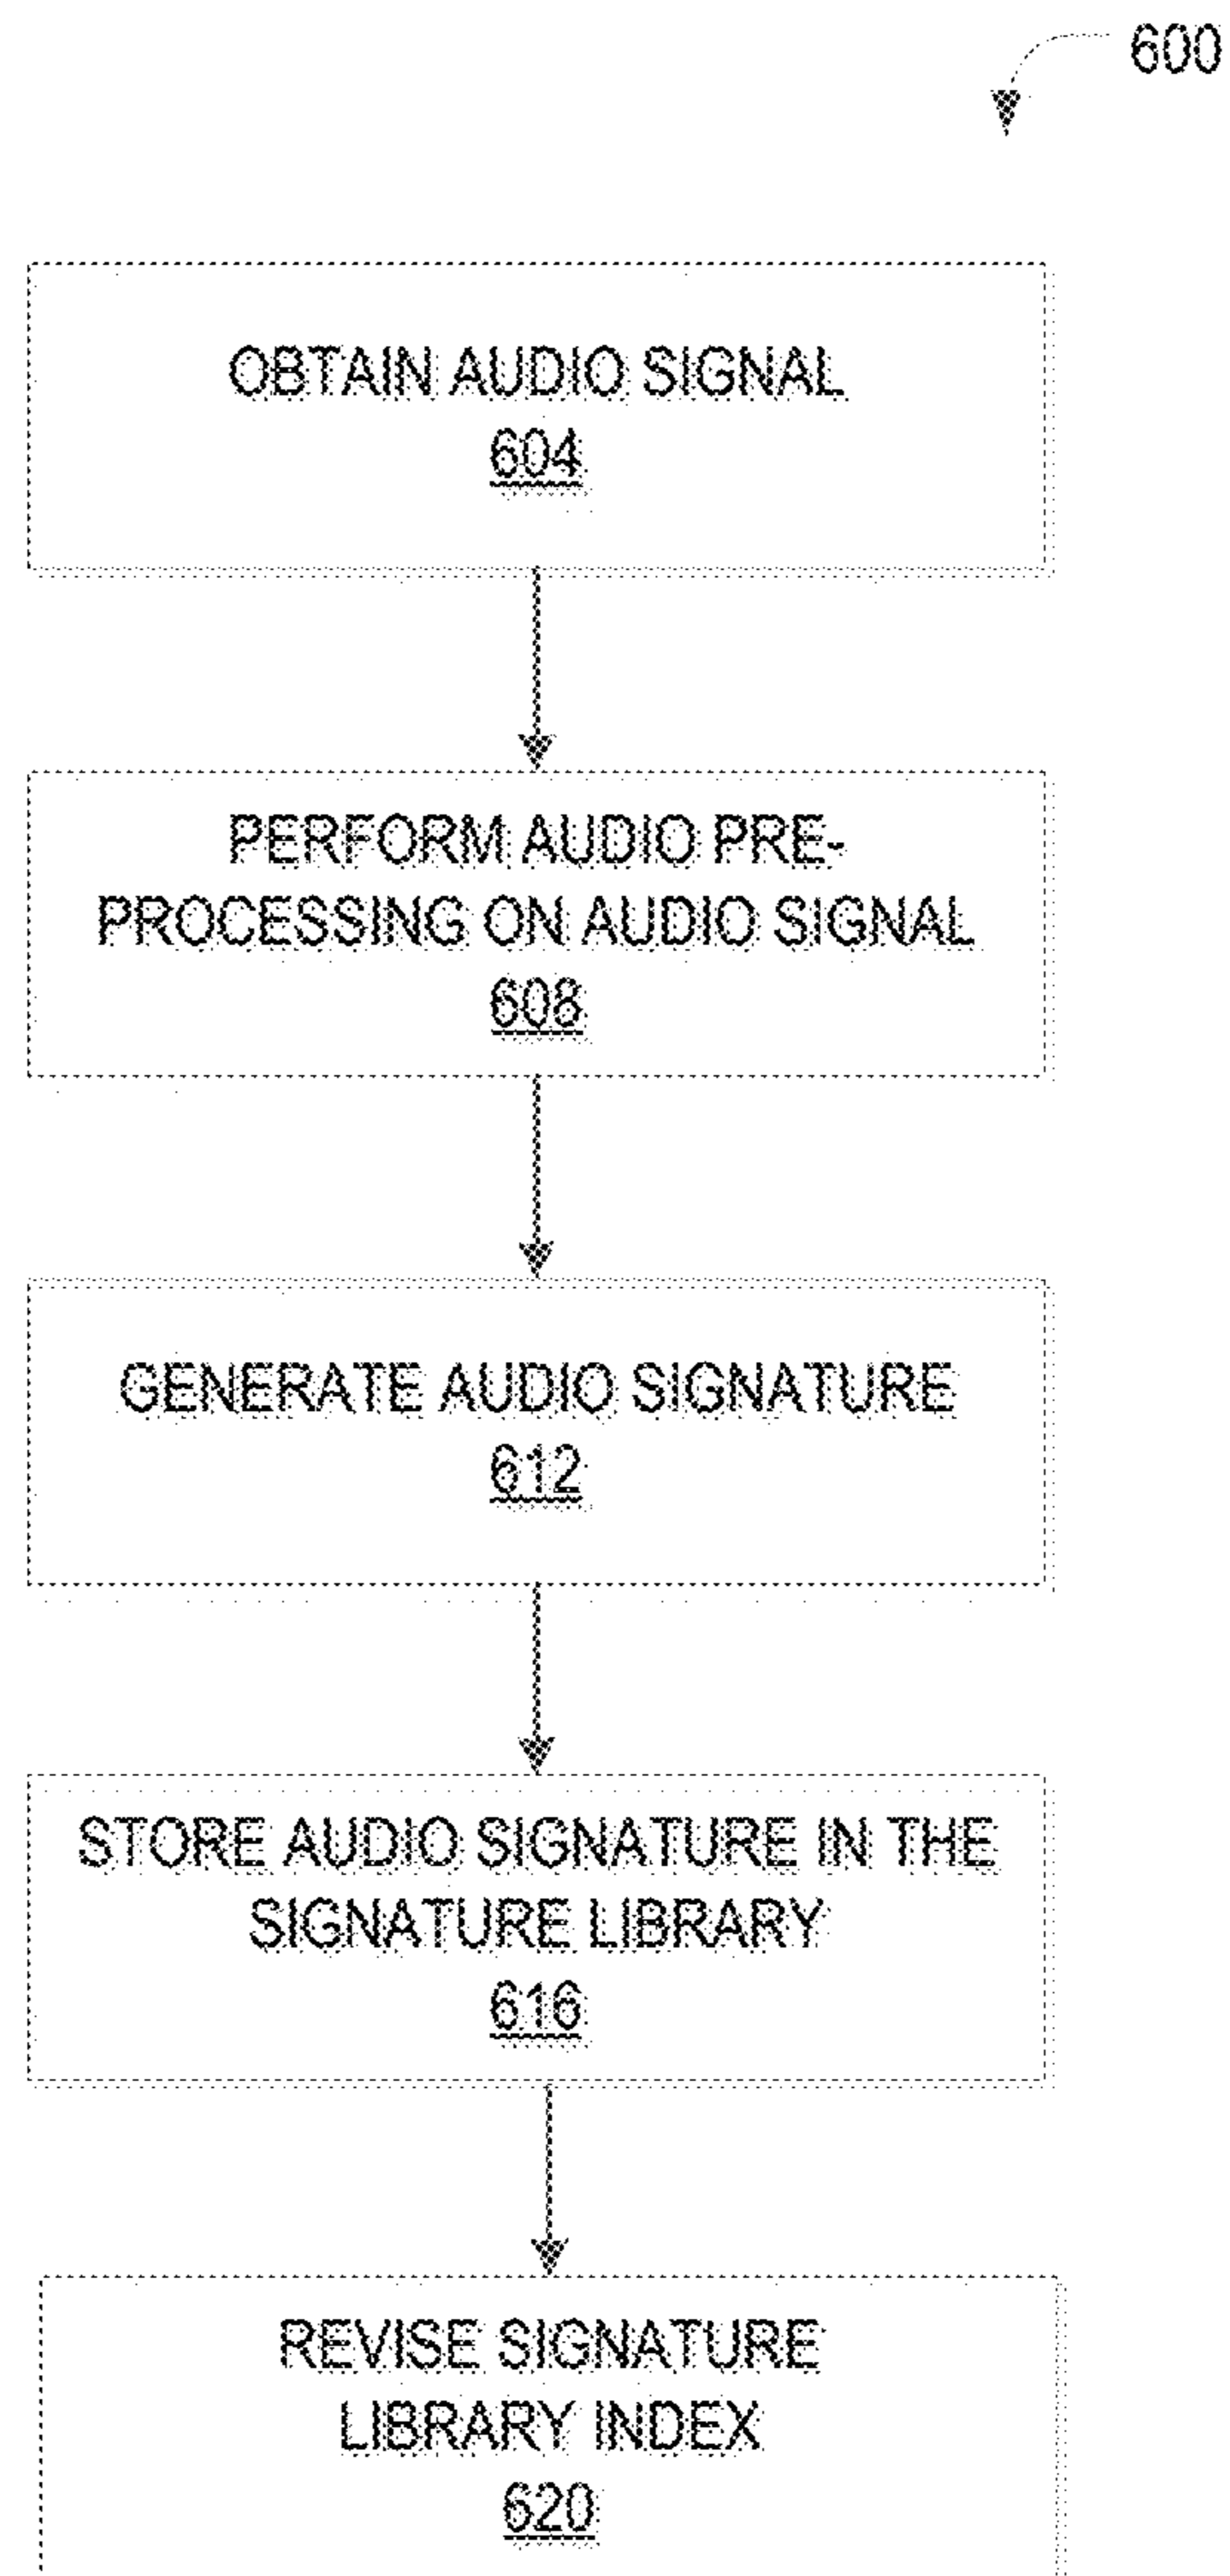 600
OBTAIN AUDIO SIGNAL
604
PERFORM AUDIO PRE-
PROCESSING ON AUDIO SIGNAL
608
GENERATE AUDIO SIGNATURE
612
STORE AUDIO SIGNATURE IN THE
SIGNATURE LIBRARY
616
REVISE SIGNATURE
LIBRARY INDEX
620